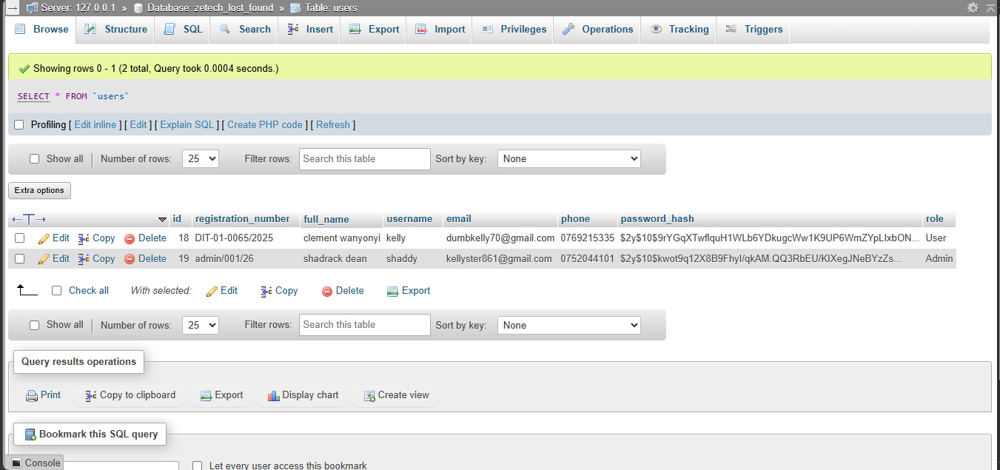 Server: 127.0.0.1 » Database: zetech_lost_found » Table: users
Browse Structure SQL Search Insert Export Import Privileges Operations Tracking Triggers
Showing rows 0 - 1 (2 total, Query took 0.0004 seconds.)
SELECT * FROM `users`
Profiling [ Edit inline ] [ Edit ] [ Explain SQL ] [ Create PHP code ] [ Refresh ]
Show all Number of rows: 25 Filter rows: Search this table Sort by key: None
Extra options
id registration_number full_name username email phone password_hash role
Edit Copy Delete 18 DIT-01-0065/2025 clement wanyonyi kelly dumbkelly70@gmail.com 0769215335 $2y$10$9rYGqXTwflquH1WLb6YDkugcWw1K9UP6WmZYpLlxbON... User
Edit Copy Delete 19 admin/001/26 shadrack dean shaddy kellyster861@gmail.com 0752044101 $2y$10$kwot9q12X8B9FhyI/qkAM.QQ3RbEU/KIXegJNeBYzZs... Admin
Check all With selected: Edit Copy Delete Export
Show all Number of rows: 25 Filter rows: Search this table Sort by key: None
Query results operations
Print Copy to clipboard Export Display chart Create view
Bookmark this SQL query
Console
Let every user access this bookmark